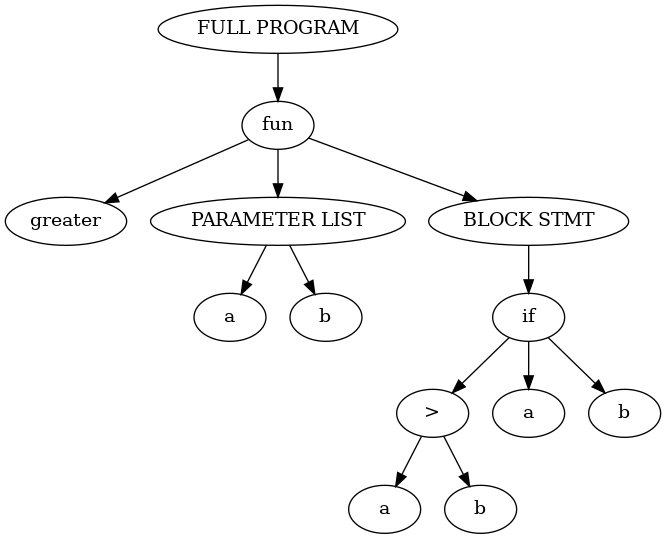 FULL PROGRAM
fun
greater
PARAMETER LIST
BLOCK STMT
a
b
if
>
a
b
a
b